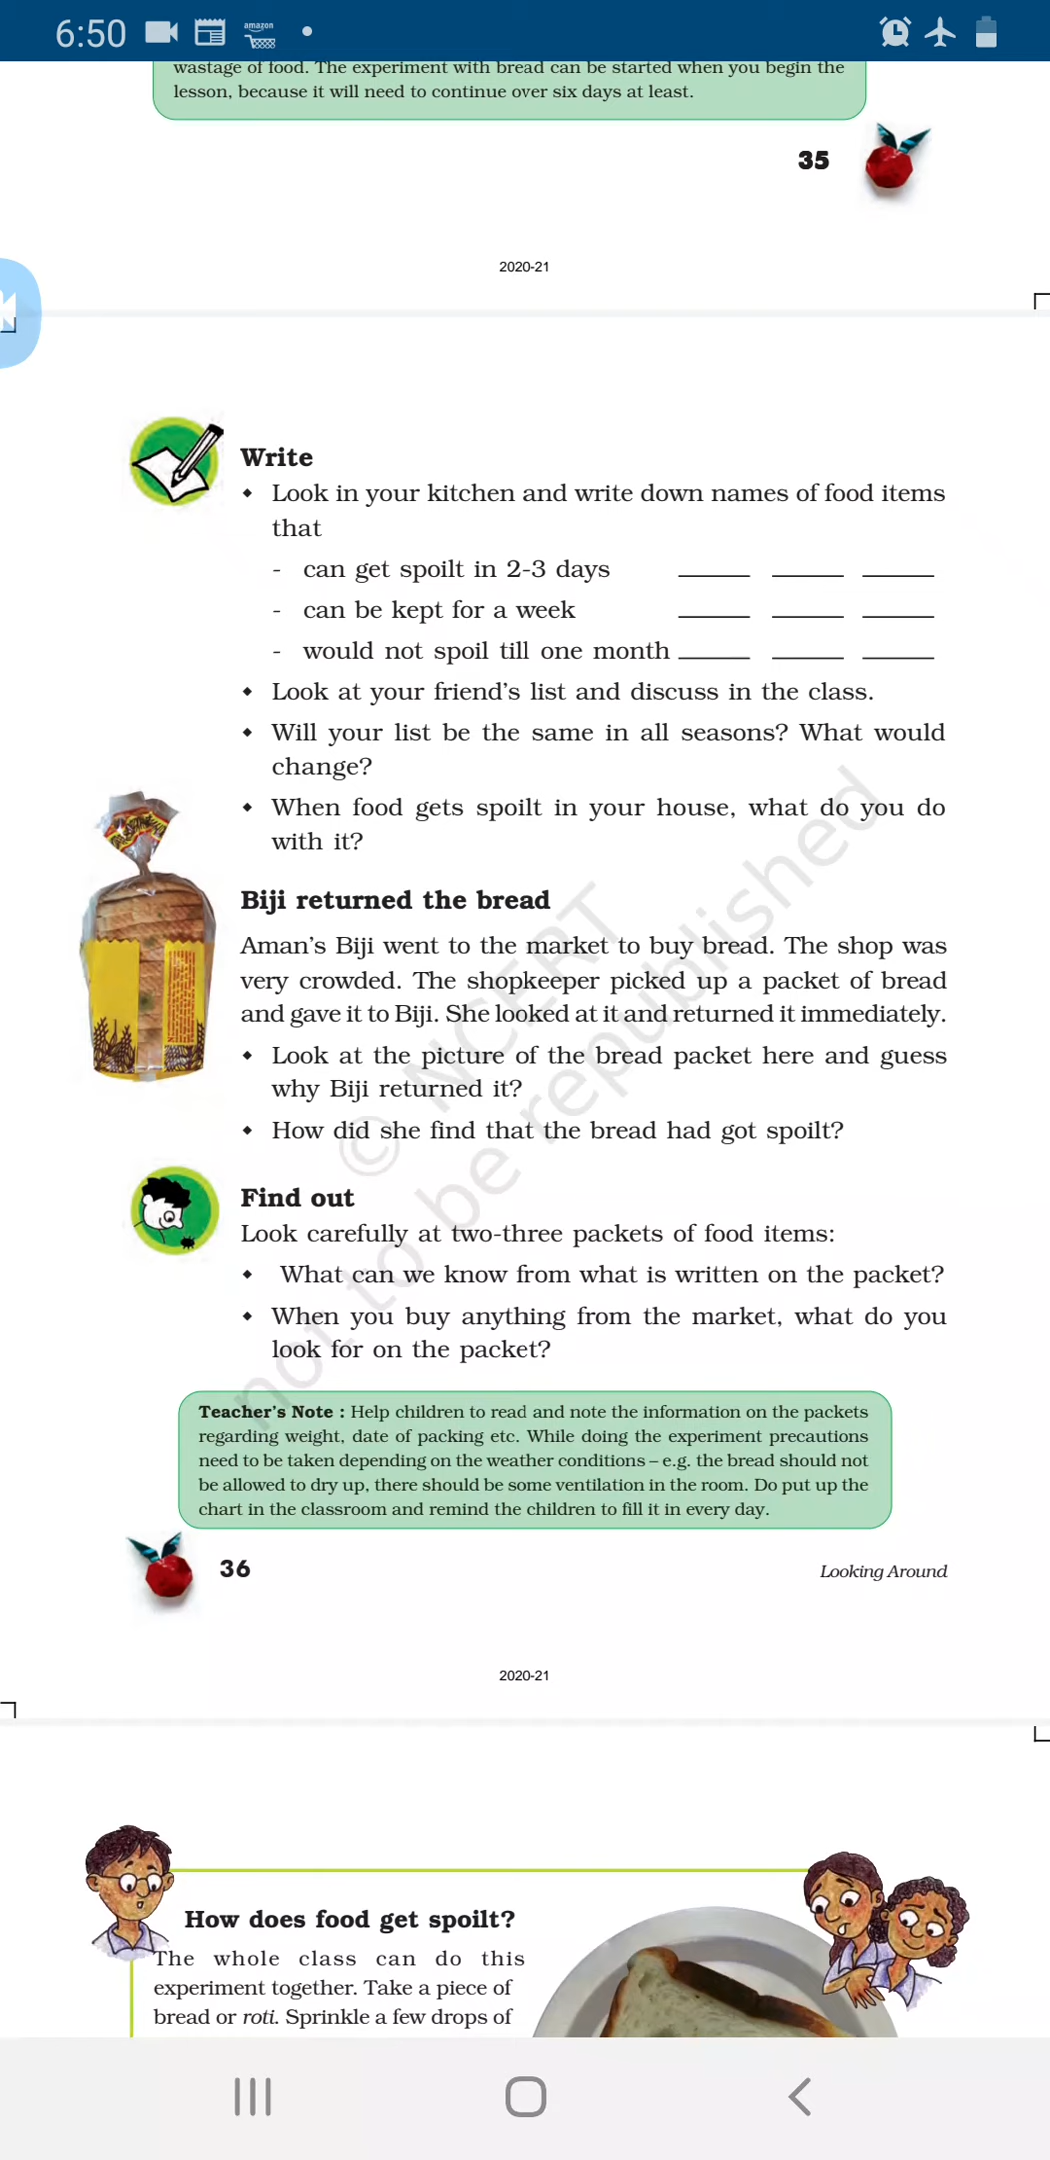 6:50
amazon
wastage of food. The experiment with bread can be started when you begin the
lesson, because it will need to continue over six days at least.
35
2020-21
Write
◆ Look in your kitchen and write down names of food items
that
- can get spoilt in 2-3 days ______ ______ ______
- can be kept for a week ______ ______ ______
- would not spoil till one month ______ ______ ______
◆ Look at your friend's list and discuss in the class.
◆ Will your list be the same in all seasons? What would
change?
◆ When food gets spoilt in your house, what do you do
with it?
Biji returned the bread
Aman's Biji went to the market to buy bread. The shop was
very crowded. The shopkeeper picked up a packet of bread
and gave it to Biji. She looked at it and returned it immediately.
◆ Look at the picture of the bread packet here and guess
why Biji returned it?
◆ How did she find that the bread had got spoilt?
Find out
Look carefully at two-three packets of food items:
◆ What can we know from what is written on the packet?
◆ When you buy anything from the market, what do you
look for on the packet?
© NCERT
not to be republished
Teacher's Note : Help children to read and note the information on the packets
regarding weight, date of packing etc. While doing the experiment precautions
need to be taken depending on the weather conditions – e.g. the bread should not
be allowed to dry up, there should be some ventilation in the room. Do put up the
chart in the classroom and remind the children to fill it in every day.
36
Looking Around
2020-21
How does food get spoilt?
The whole class can do this
experiment together. Take a piece of
bread or roti. Sprinkle a few drops of